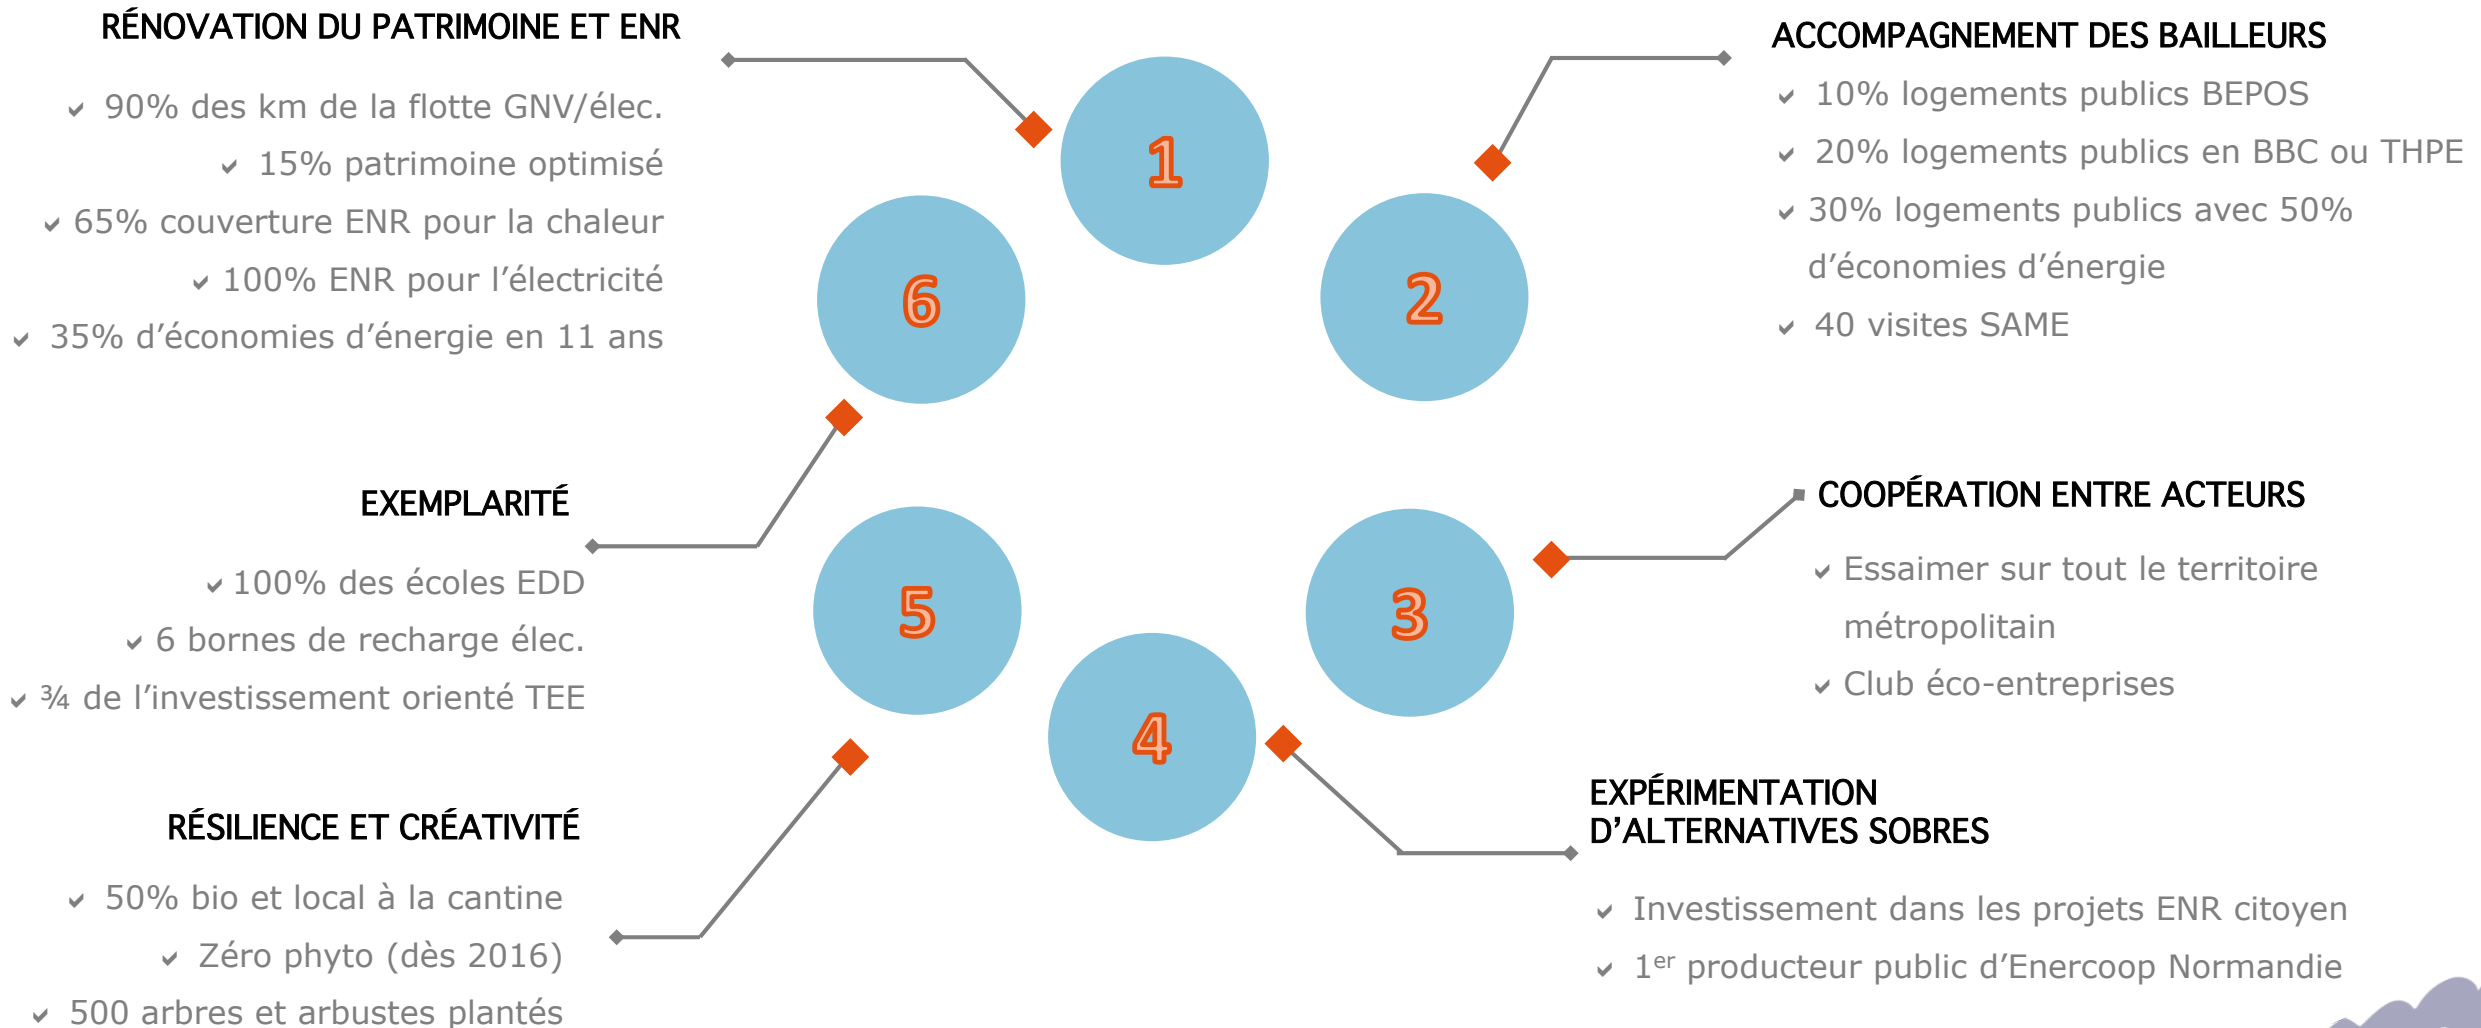 RÉNOVATION DU PATRIMOINE ET ENR
90% des km de la flotte GNV/élec.
15% patrimoine optimisé
65% couverture ENR pour la chaleur
100% ENR pour l’électricité
35% d’économies d’énergie en 11 ans
1
ACCOMPAGNEMENT DES BAILLEURS
10% logements publics BEPOS
20% logements publics en BBC ou THPE
30% logements publics avec 50%
d’économies d’énergie
40 visites SAME
2
COOPÉRATION ENTRE ACTEURS
Essaimer sur tout le territoire
métropolitain
Club éco-entreprises
3
EXPÉRIMENTATION
D’ALTERNATIVES SOBRES
Investissement dans les projets ENR citoyen
1er producteur public d’Enercoop Normandie
4
RÉSILIENCE ET CRÉATIVITÉ
50% bio et local à la cantine
Zéro phyto (dès 2016)
500 arbres et arbustes plantés
5
EXEMPLARITÉ
100% des écoles EDD
6 bornes de recharge élec.
¾ de l’investissement orienté TEE
6